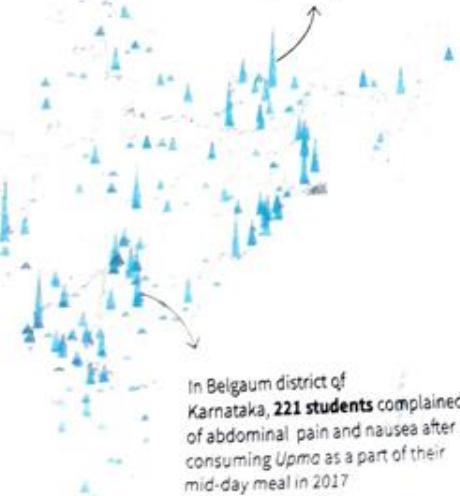 In Belgaum district of
Karnataka, 221 students complained
of abdominal pain and nausea after
consuming Upma as a part of their
mid-day meal in 2017